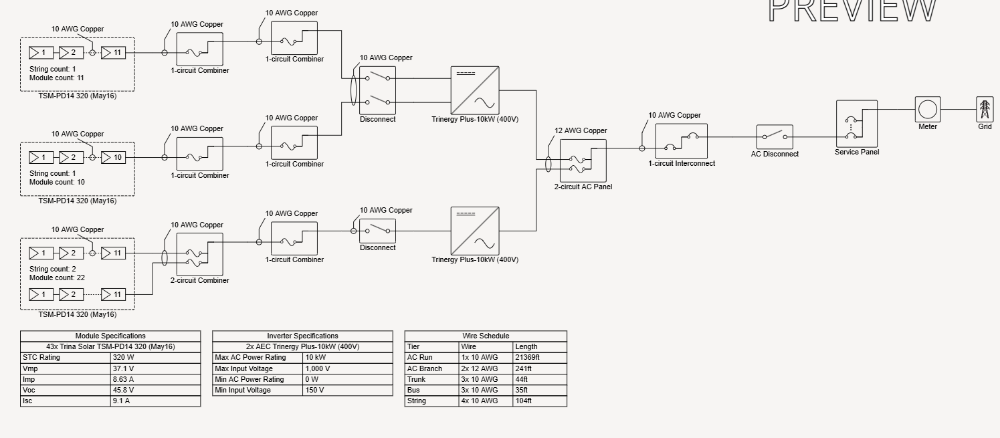 PREVIEW
10 AWG Copper
10 AWG Copper
10 AWG Copper
1 2 11
String count: 1
Module count: 11
TSM-PD14 320 (May16)
1-circuit Combiner
1-circuit Combiner
10 AWG Copper
Disconnect
Trinergy Plus-10kW (400V)
10 AWG Copper
10 AWG Copper
10 AWG Copper
1 2 10
String count: 1
Module count: 10
TSM-PD14 320 (May16)
1-circuit Combiner
1-circuit Combiner
12 AWG Copper
2-circuit AC Panel
10 AWG Copper
1-circuit Interconnect
AC Disconnect
Service Panel
Meter
Grid
10 AWG Copper
10 AWG Copper
10 AWG Copper
10 AWG Copper
1 2 11
String count: 2
Module count: 22
1 2 11
TSM-PD14 320 (May16)
2-circuit Combiner
1-circuit Combiner
Disconnect
Trinergy Plus-10kW (400V)
Module Specifications
43x Trina Solar TSM-PD14 320 (May16)
STC Rating 320 W
Vmp 37.1 V
Imp 8.63 A
Voc 45.8 V
Isc 9.1 A
Inverter Specifications
2x AEC Trinergy Plus-10kW (400V)
Max AC Power Rating 10 kW
Max Input Voltage 1,000 V
Min AC Power Rating 0 W
Min Input Voltage 150 V
Wire Schedule
Tier Wire Length
AC Run 1x 10 AWG 21369ft
AC Branch 2x 12 AWG 241ft
Trunk 3x 10 AWG 44ft
Bus 3x 10 AWG 35ft
String 4x 10 AWG 104ft